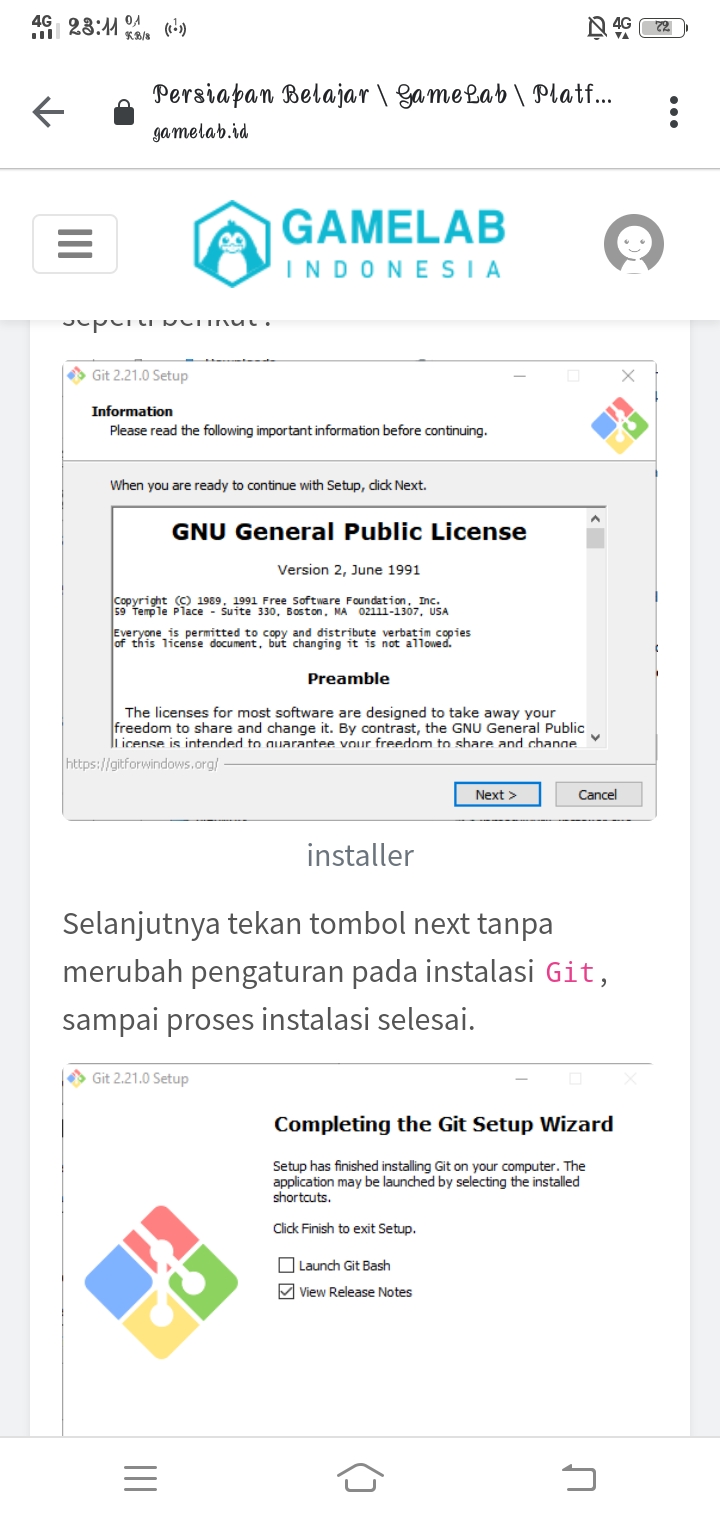 4G 23:11 0,1 K.B/s 4G 72
Persiapan Belajar \ GameLab \ Platf...
gamelab.id
GAMELAB
INDONESIA
seperti berikut :
Git 2.21.0 Setup
Information
Please read the following important information before continuing.
When you are ready to continue with Setup, click Next.
GNU General Public License
Version 2, June 1991
Copyright (C) 1989, 1991 Free Software Foundation, Inc.
59 Temple Place - Suite 330, Boston, MA 02111-1307, USA
Everyone is permitted to copy and distribute verbatim copies
of this license document, but changing it is not allowed.
Preamble
The licenses for most software are designed to take away your
freedom to share and change it. By contrast, the GNU General Public
License is intended to guarantee your freedom to share and change
https://gitforwindows.org/
Next >
Cancel
installer
Selanjutnya tekan tombol next tanpa
merubah pengaturan pada instalasi Git,
sampai proses instalasi selesai.
Git 2.21.0 Setup
Completing the Git Setup Wizard
Setup has finished installing Git on your computer. The
application may be launched by selecting the installed
shortcuts.
Click Finish to exit Setup.
Launch Git Bash
View Release Notes